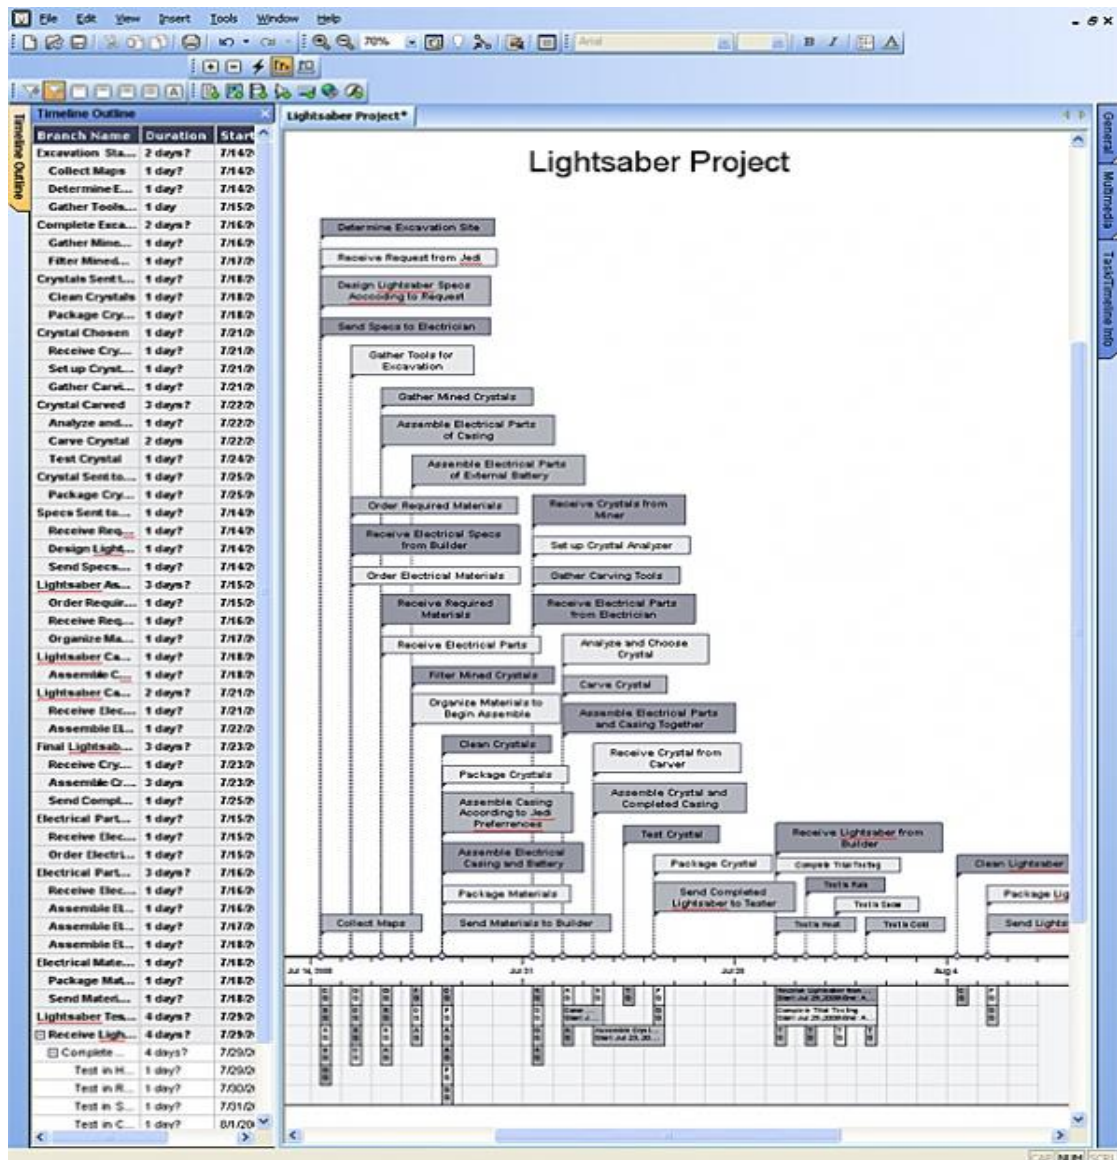 File Edit View Insert Tools Window Help
70%
Arial
B I
A
Timeline Outline
Timeline Outline
Branch Name Duration Start
Excavation Sta... 2 days? 7/14/2
Collect Maps 1 day? 7/14/2
Determine E... 1 day? 7/14/2
Gather Tools... 1 day 7/15/2
Complete Exca... 2 days? 7/16/2
Gather Mine... 1 day? 7/16/2
Filter Mined... 1 day? 7/17/2
Crystals Sent t... 1 day? 7/18/2
Clean Crystals 1 day? 7/18/2
Package Cry... 1 day? 7/18/2
Crystal Chosen 1 day? 7/21/2
Receive Cry... 1 day? 7/21/2
Set up Cryst... 1 day? 7/21/2
Gather Carvi... 1 day? 7/21/2
Crystal Carved 3 days? 7/22/2
Analyze and... 1 day? 7/22/2
Carve Crystal 2 days 7/22/2
Test Crystal 1 day? 7/24/2
Crystal Sent to... 1 day? 7/25/2
Package Cry... 1 day? 7/25/2
Specs Sent to... 1 day? 7/14/2
Receive Req... 1 day? 7/14/2
Design Light... 1 day? 7/14/2
Send Specs... 1 day? 7/14/2
Lightsaber As... 3 days? 7/15/2
Order Requir... 1 day? 7/15/2
Receive Req... 1 day? 7/16/2
Organize Ma... 1 day? 7/17/2
Lightsaber Ca... 1 day? 7/18/2
Assemble C... 1 day? 7/18/2
Lightsaber Ca... 2 days? 7/21/2
Receive Elec... 1 day? 7/21/2
Assemble El... 1 day? 7/22/2
Final Lightsab... 3 days? 7/23/2
Receive Cry... 1 day? 7/23/2
Assemble Cr... 3 days 7/23/2
Send Compl... 1 day? 7/25/2
Electrical Part... 1 day? 7/15/2
Receive Elec... 1 day? 7/15/2
Order Electri... 1 day? 7/15/2
Electrical Part... 3 days? 7/16/2
Receive Elec... 1 day? 7/16/2
Assemble El... 1 day? 7/16/2
Assemble El... 1 day? 7/17/2
Assemble El... 1 day? 7/18/2
Electrical Mate... 1 day? 7/18/2
Package Mat... 1 day? 7/18/2
Send Materi... 1 day? 7/18/2
Lightsaber Tes... 4 days? 7/29/2
Receive Ligh... 4 days? 7/29/2
Complete ... 4 days? 7/29/2
Test in H... 1 day? 7/29/2
Test in R... 1 day? 7/30/2
Test in S... 1 day? 7/31/2
Test in C... 1 day? 8/1/20
Lightsaber Project*
Lightsaber Project
Determine Excavation Site
Receive Request from Jedi
Design Lightsaber Specs
Accoding to Request
Send Specs to Electrician
Gather Tools for
Excavation
Gather Mined Crystals
Assemble Electrical Parts
of Casing
Assemble Electrical Parts
of External Battery
Order Required Materials
Receive Crystals from
Miner
Receive Electrical Specs
from Builder
Set up Crystal Analyzer
Order Electrical Materials
Gather Carving Tools
Receive Required
Materials
Receive Electrical Parts
from Electrician
Receive Electrical Parts
Analyze and Choose
Crystal
Filter Mined Crystals
Carve Crystal
Organize Materials to
Begin Assemble
Assemble Electrical Parts
and Casing Together
Clean Crystals
Receive Crystal from
Carver
Package Crystals
Assemble Crystal and
Completed Casing
Assemble Casing
According to Jedi
Preferrences
Test Crystal
Receive Lightsaber from
Builder
Assemble Electrical
Casing and Battery
Package Crystal
Complete Trial Testing
Clean Lightsaber
Test in Rain
Package Materials
Send Completed
Lightsaber to Tester
Test in Snow
Package Lig
Collect Maps
Send Materials to Builder
Test in Heat
Test in Cold
Send Lights
Jul 14, 2008
Jul 21
Jul 28
Aug 4
General
Multimedia
Task/Timeline Info
CAP NUM SCRL